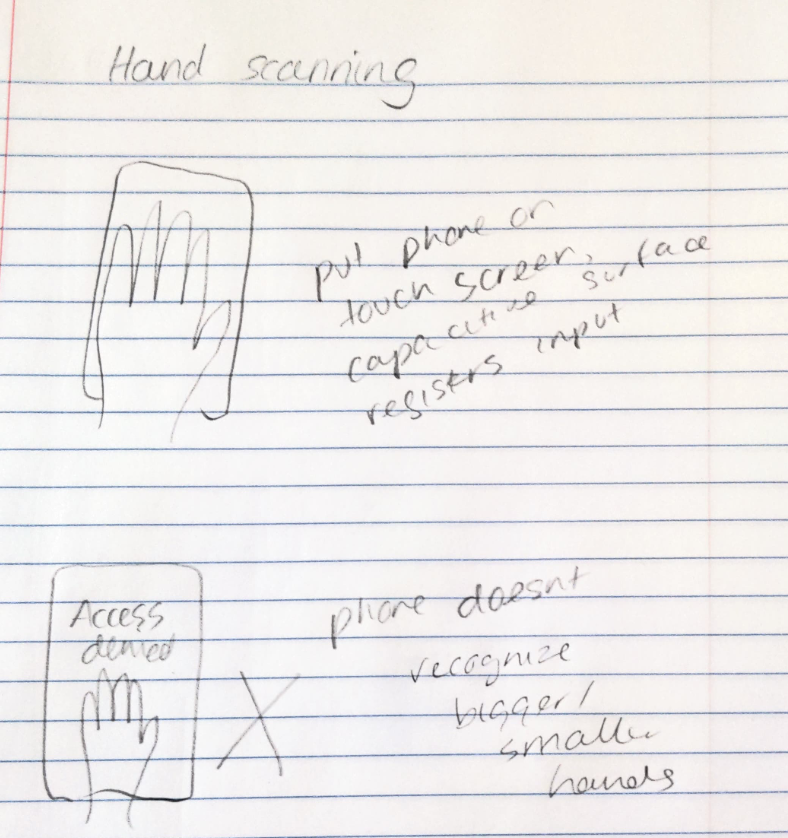 Hand scanning
put phone on
touch screen,
capacitive surface
registers input
Access
denied
phone doesnt
recognize
bigger/
smaller
hands